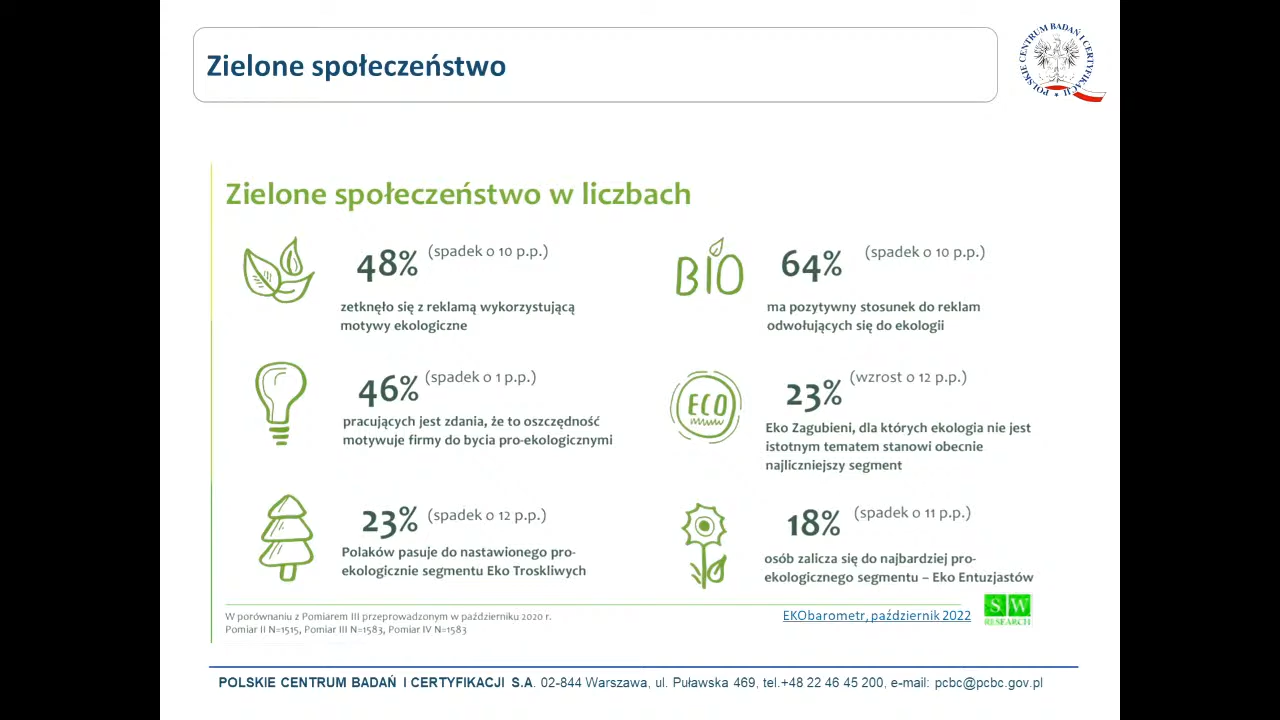 Zielone społeczeństwo
POLSKIE CENTRUM BADAŃ I CERTYFIKACJI
Zielone społeczeństwo w liczbach
48% (spadek o 10 p.p.)
zetknęło się z reklamą wykorzystującą
motywy ekologiczne
BIO
64% (spadek o 10 p.p.)
ma pozytywny stosunek do reklam
odwołujących się do ekologii
46% (spadek o 1 p.p.)
pracujących jest zdania, że to oszczędność
motywuje firmy do bycia pro-ekologicznymi
ECO
23% (wzrost o 12 p.p.)
Eko Zagubieni, dla których ekologia nie jest
istotnym tematem stanowi obecnie
najliczniejszy segment
23% (spadek o 12 p.p.)
Polaków pasuje do nastawionego pro-
ekologicznie segmentu Eko Troskliwych
18% (spadek o 11 p.p.)
osób zalicza się do najbardziej pro-
ekologicznego segmentu – Eko Entuzjastów
W porównaniu z Pomiarem III przeprowadzonym w październiku 2020 r.
Pomiar II N=1515, Pomiar III N=1583, Pomiar IV N=1583
EKObarometr, październik 2022
SW
RESEARCH
POLSKIE CENTRUM BADAŃ I CERTYFIKACJI S.A. 02-844 Warszawa, ul. Puławska 469, tel.+48 22 46 45 200, e-mail: pcbc@pcbc.gov.pl